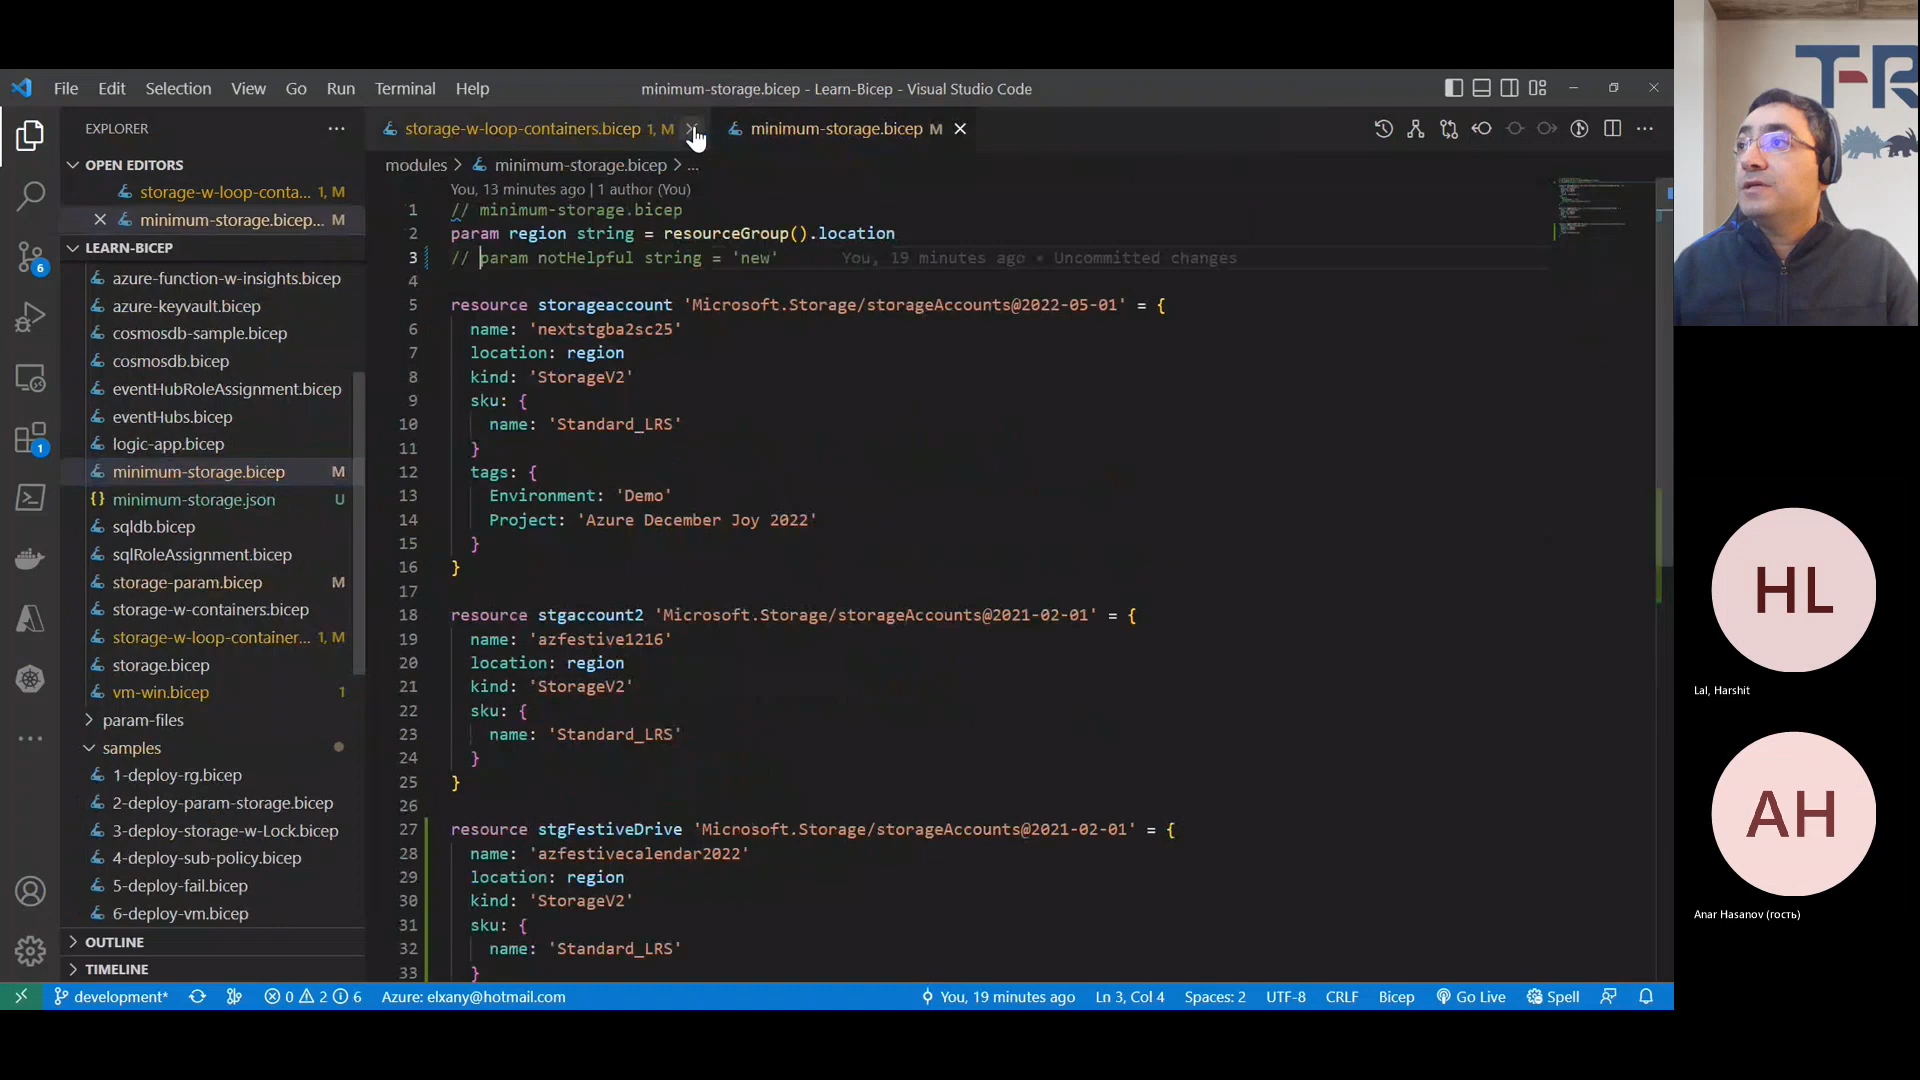 File Edit Selection View Go Run Terminal Help
minimum-storage.bicep - Learn-Bicep - Visual Studio Code
EXPLORER
OPEN EDITORS
storage-w-loop-conta... 1, M
minimum-storage.bicep... M
LEARN-BICEP
azure-function-w-insights.bicep
azure-keyvault.bicep
cosmosdb-sample.bicep
cosmosdb.bicep
eventHubRoleAssignment.bicep
eventHubs.bicep
logic-app.bicep
minimum-storage.bicep M
{} minimum-storage.json U
sqldb.bicep
sqlRoleAssignment.bicep
storage-param.bicep M
storage-w-containers.bicep
storage-w-loop-container... 1, M
storage.bicep
vm-win.bicep 1
param-files
samples
1-deploy-rg.bicep
2-deploy-param-storage.bicep
3-deploy-storage-w-Lock.bicep
4-deploy-sub-policy.bicep
5-deploy-fail.bicep
6-deploy-vm.bicep
OUTLINE
TIMELINE
6
1
storage-w-loop-containers.bicep 1, M
minimum-storage.bicep M
modules > minimum-storage.bicep > ...
You, 13 minutes ago | 1 author (You)
1 // minimum-storage.bicep
2 param region string = resourceGroup().location
3 // param notHelpful string = 'new' You, 19 minutes ago • Uncommitted changes
4
5 resource storageaccount 'Microsoft.Storage/storageAccounts@2022-05-01' = {
6 name: 'nextstgba2sc25'
7 location: region
8 kind: 'StorageV2'
9 sku: {
10 name: 'Standard_LRS'
11 }
12 tags: {
13 Environment: 'Demo'
14 Project: 'Azure December Joy 2022'
15 }
16 }
17
18 resource stgaccount2 'Microsoft.Storage/storageAccounts@2021-02-01' = {
19 name: 'azfestive1216'
20 location: region
21 kind: 'StorageV2'
22 sku: {
23 name: 'Standard_LRS'
24 }
25 }
26
27 resource stgFestiveDrive 'Microsoft.Storage/storageAccounts@2021-02-01' = {
28 name: 'azfestivecalendar2022'
29 location: region
30 kind: 'StorageV2'
31 sku: {
32 name: 'Standard_LRS'
33 }
development* 0 2 6 Azure: elxany@hotmail.com
You, 19 minutes ago Ln 3, Col 4 Spaces: 2 UTF-8 CRLF Bicep Go Live Spell
HL
Lal, Harshit
AH
Anar Hasanov (гость)